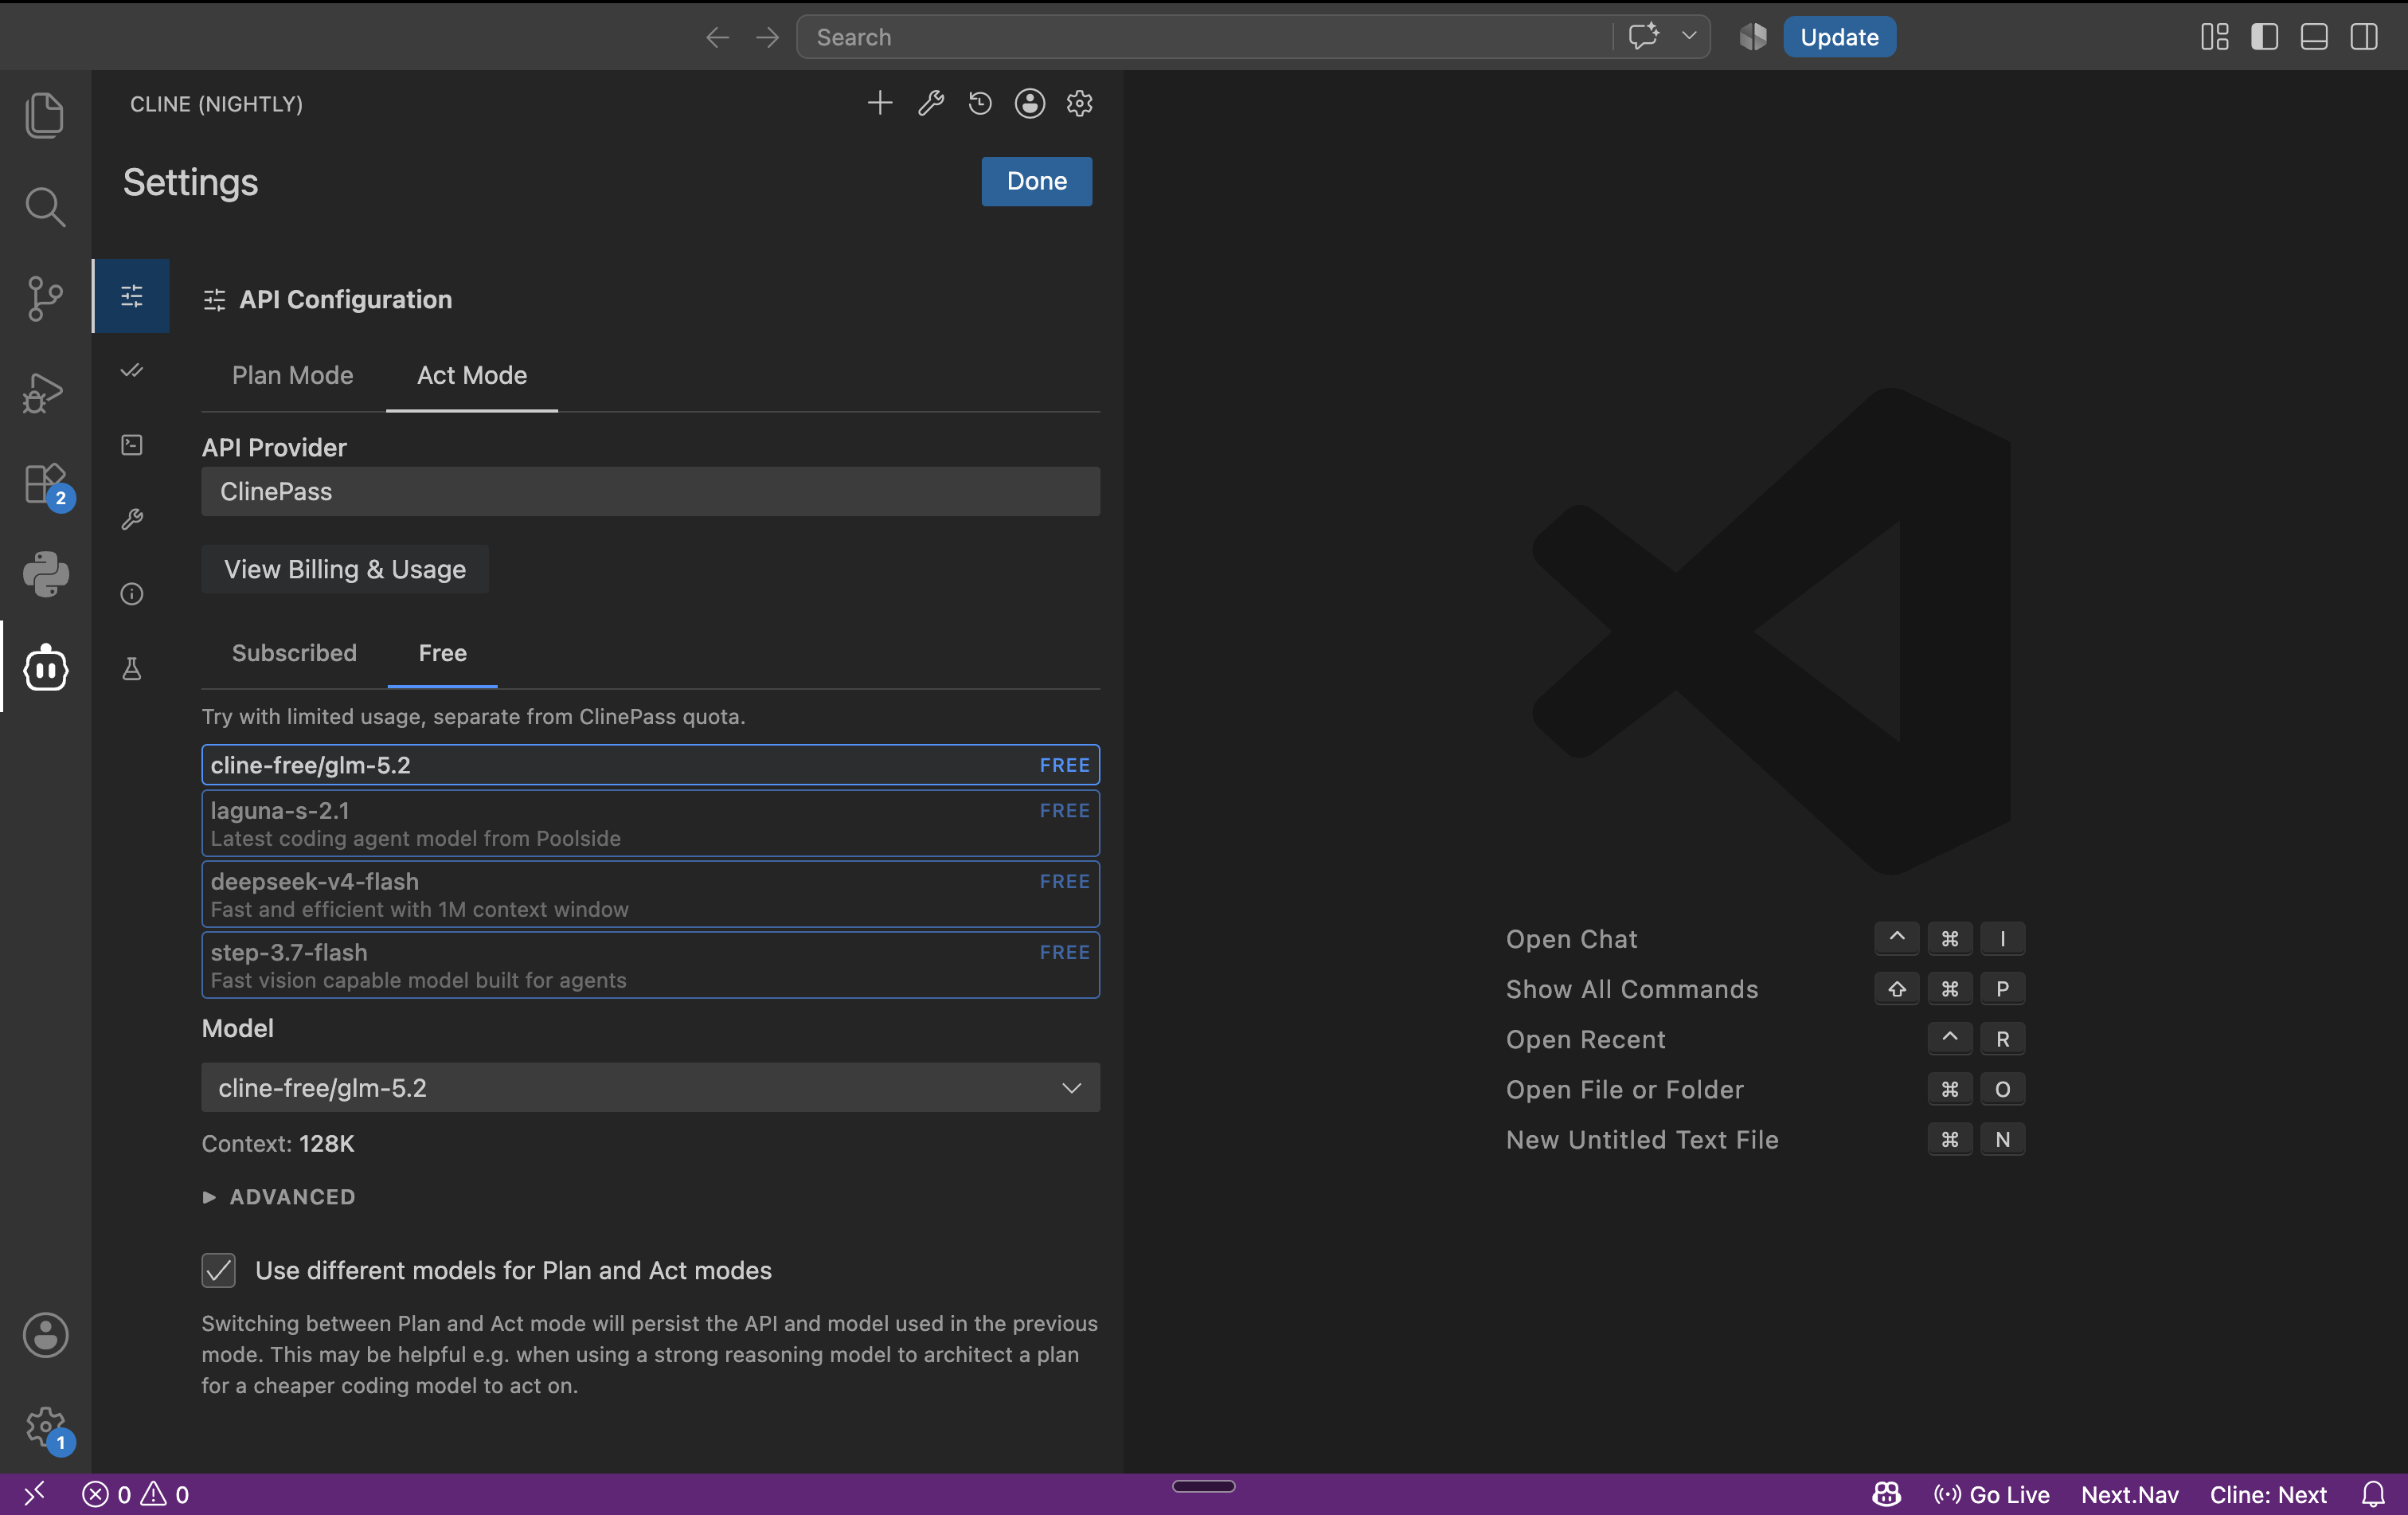 Search
Update
CLINE (NIGHTLY)
Settings
Done
API Configuration
Plan Mode
Act Mode
API Provider
ClinePass
View Billing & Usage
Subscribed
Free
Try with limited usage, separate from ClinePass quota.
cline-free/glm-5.2 FREE
laguna-s-2.1 FREE
Latest coding agent model from Poolside
deepseek-v4-flash FREE
Fast and efficient with 1M context window
step-3.7-flash FREE
Fast vision capable model built for agents
Model
cline-free/glm-5.2
Context: 128K
ADVANCED
Use different models for Plan and Act modes
Switching between Plan and Act mode will persist the API and model used in the previous
mode. This may be helpful e.g. when using a strong reasoning model to architect a plan
for a cheaper coding model to act on.
2
1
Open Chat ^ ⌘ I
Show All Commands ⇧ ⌘ P
Open Recent ^ R
Open File or Folder ⌘ O
New Untitled Text File ⌘ N
0 0
Go Live
Next.Nav
Cline: Next